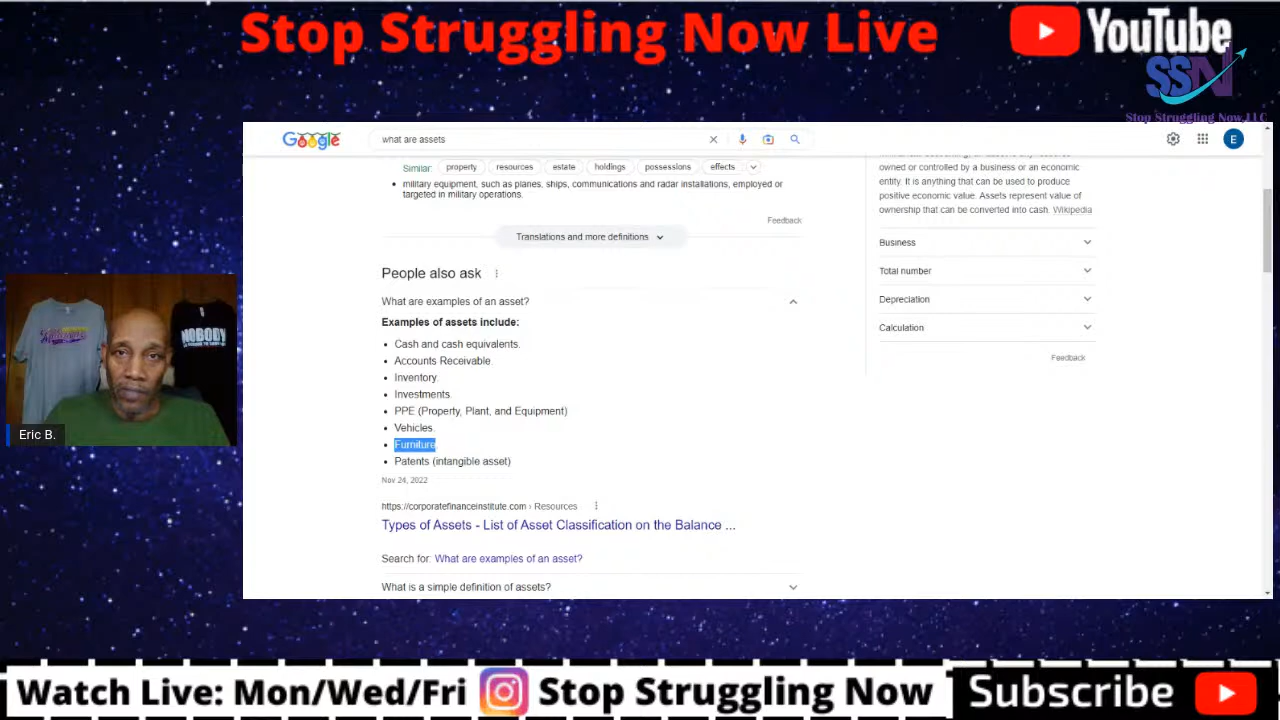 Stop Struggling Now Live
YouTube
SSN
Stop Struggling Now, LLC
Google
what are assets
E
Similar: property resources estate holdings possessions effects
military equipment, such as planes, ships, communications and radar installations, employed or
targeted in military operations.
Feedback
Translations and more definitions
People also ask
What are examples of an asset?
Examples of assets include:
Cash and cash equivalents.
Accounts Receivable.
Inventory.
Investments.
PPE (Property, Plant, and Equipment)
Vehicles.
Furniture.
Patents (intangible asset)
Nov 24, 2022
https://corporatefinanceinstitute.com › Resources
Types of Assets - List of Asset Classification on the Balance ...
Search for: What are examples of an asset?
What is a simple definition of assets?
owned or controlled by a business or an economic
entity. It is anything that can be used to produce
positive economic value. Assets represent value of
ownership that can be converted into cash. Wikipedia
Business
Total number
Depreciation
Calculation
Feedback
NOBODY
Eric B.
Watch Live: Mon/Wed/Fri
Stop Struggling Now
Subscribe